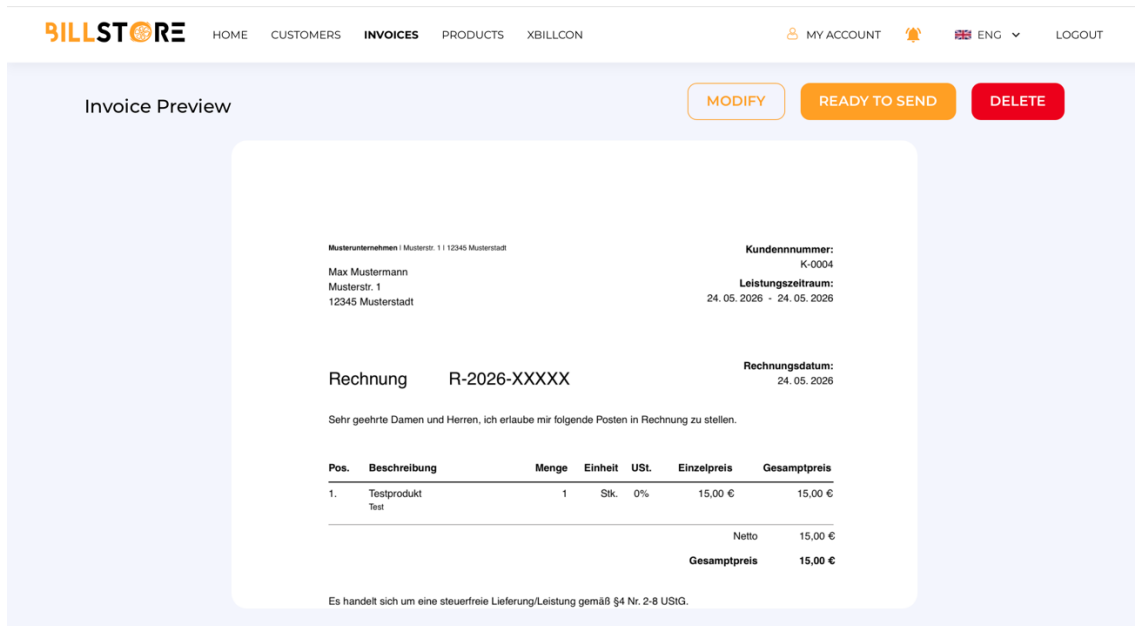 BILLSTORE HOME CUSTOMERS INVOICES PRODUCTS XBILLCON MY ACCOUNT ENG LOGOUT
Invoice Preview MODIFY READY TO SEND DELETE
Musterunternehmen | Musterstr. 1 | 12345 Musterstadt
Max Mustermann
Musterstr. 1
12345 Musterstadt
Kundennnummer:
K-0004
Leistungszeitraum:
24. 05. 2026 - 24. 05. 2026
Rechnungsdatum:
24. 05. 2026
Rechnung R-2026-XXXXX
Sehr geehrte Damen und Herren, ich erlaube mir folgende Posten in Rechnung zu stellen.
Pos. Beschreibung Menge Einheit USt. Einzelpreis Gesamptpreis
1. Testprodukt 1 Stk. 0% 15,00 € 15,00 €
Test
Netto 15,00 €
Gesamptpreis 15,00 €
Es handelt sich um eine steuerfreie Lieferung/Leistung gemäß §4 Nr. 2-8 UStG.